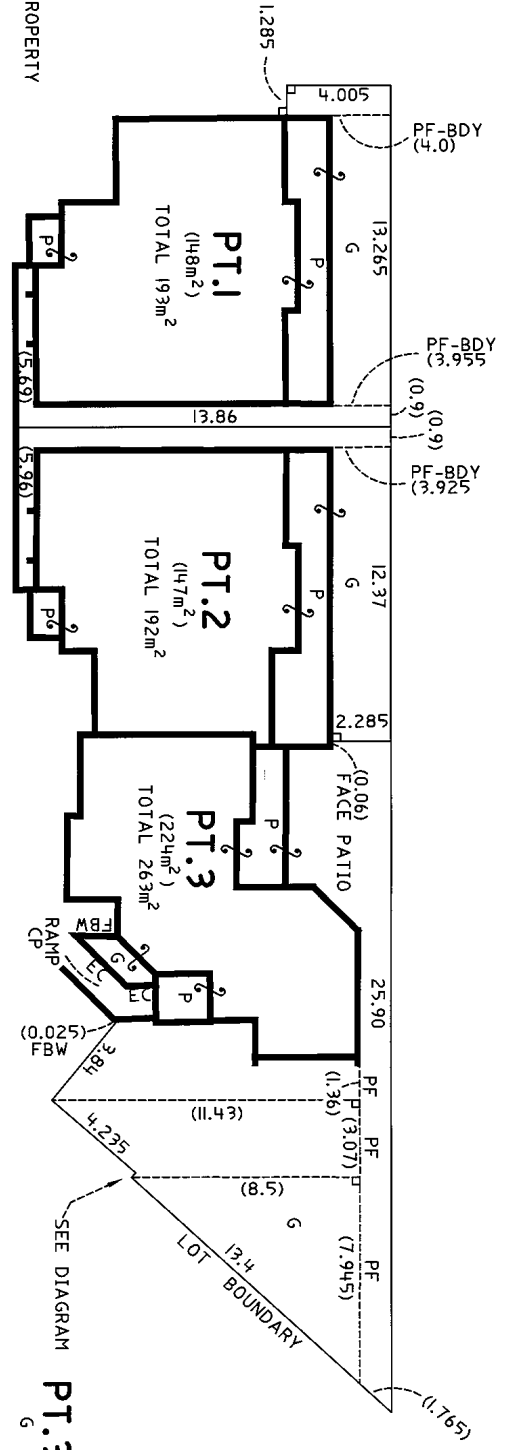 ROPERTY
1.285
4.005
PF-BDY
(4.0)
13.265
G
P
PT.1
(148m²)
TOTAL 193m²
P
PF-BDY
(3.955
(0.9)
(0.9)
(5.69)
13.86
PF-BDY
(3.925
(5.96)
12.37
G
P
PT.2
(147m²)
TOTAL 192m²
P
2.285
(0.06)
FACE PATIO
P
PT.3
(224m²)
TOTAL 263m²
25.90
FBW
G
EC
EC
P
RAMP
CP
(0.025)
FBW
3.84
(11.43)
PF
(1.36)
PF
(3.07)
4.235
(8.5)
PF
(7.945)
G
13.4
LOT BOUNDARY
(1.765)
SEE DIAGRAM
PT.3
G